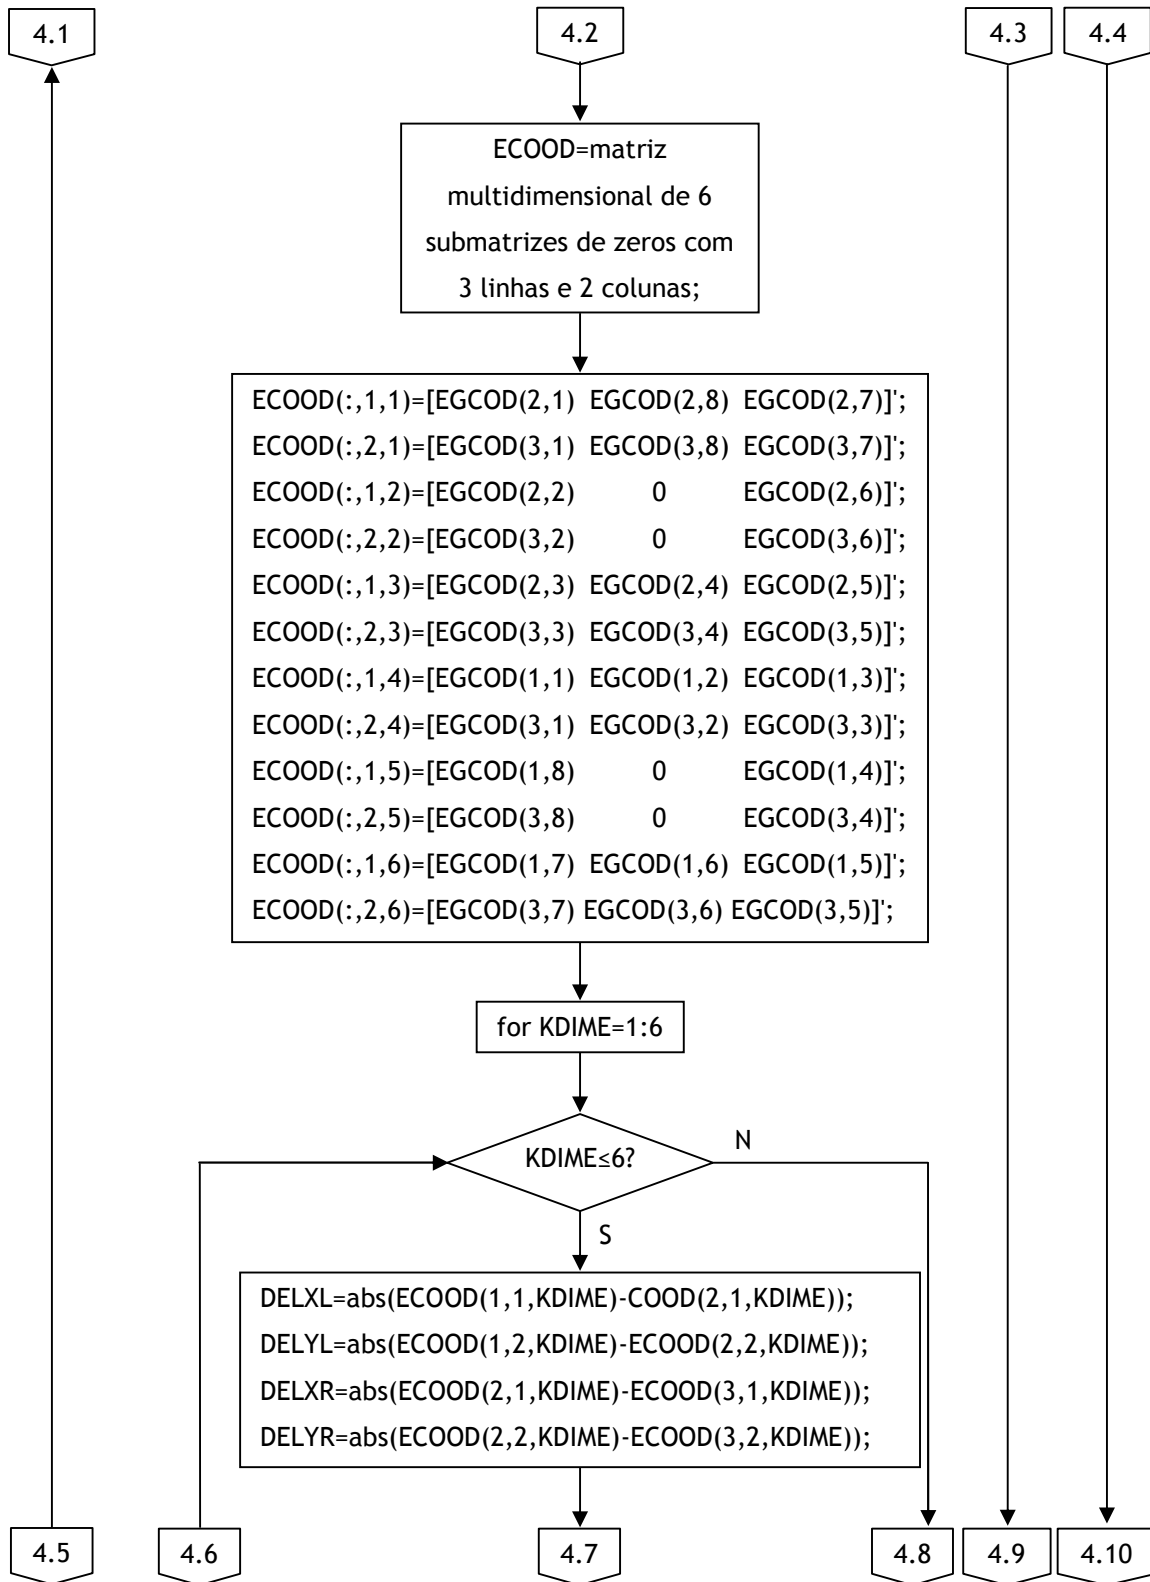 4.1
4.2
4.3
4.4
ECOOD=matriz
multidimensional de 6
submatrizes de zeros com
3 linhas e 2 colunas;
ECOOD(:,1,1)=[EGCOD(2,1) EGCOD(2,8) EGCOD(2,7)]';
ECOOD(:,2,1)=[EGCOD(3,1) EGCOD(3,8) EGCOD(3,7)]';
ECOOD(:,1,2)=[EGCOD(2,2) 0 EGCOD(2,6)]';
ECOOD(:,2,2)=[EGCOD(3,2) 0 EGCOD(3,6)]';
ECOOD(:,1,3)=[EGCOD(2,3) EGCOD(2,4) EGCOD(2,5)]';
ECOOD(:,2,3)=[EGCOD(3,3) EGCOD(3,4) EGCOD(3,5)]';
ECOOD(:,1,4)=[EGCOD(1,1) EGCOD(1,2) EGCOD(1,3)]';
ECOOD(:,2,4)=[EGCOD(3,1) EGCOD(3,2) EGCOD(3,3)]';
ECOOD(:,1,5)=[EGCOD(1,8) 0 EGCOD(1,4)]';
ECOOD(:,2,5)=[EGCOD(3,8) 0 EGCOD(3,4)]';
ECOOD(:,1,6)=[EGCOD(1,7) EGCOD(1,6) EGCOD(1,5)]';
ECOOD(:,2,6)=[EGCOD(3,7) EGCOD(3,6) EGCOD(3,5)]';
for KDIME=1:6
KDIME≤6?
N
S
DELXL=abs(ECOOD(1,1,KDIME)-COOD(2,1,KDIME));
DELYL=abs(ECOOD(1,2,KDIME)-ECOOD(2,2,KDIME));
DELXR=abs(ECOOD(2,1,KDIME)-ECOOD(3,1,KDIME));
DELYR=abs(ECOOD(2,2,KDIME)-ECOOD(3,2,KDIME));
4.5
4.6
4.7
4.8
4.9
4.10